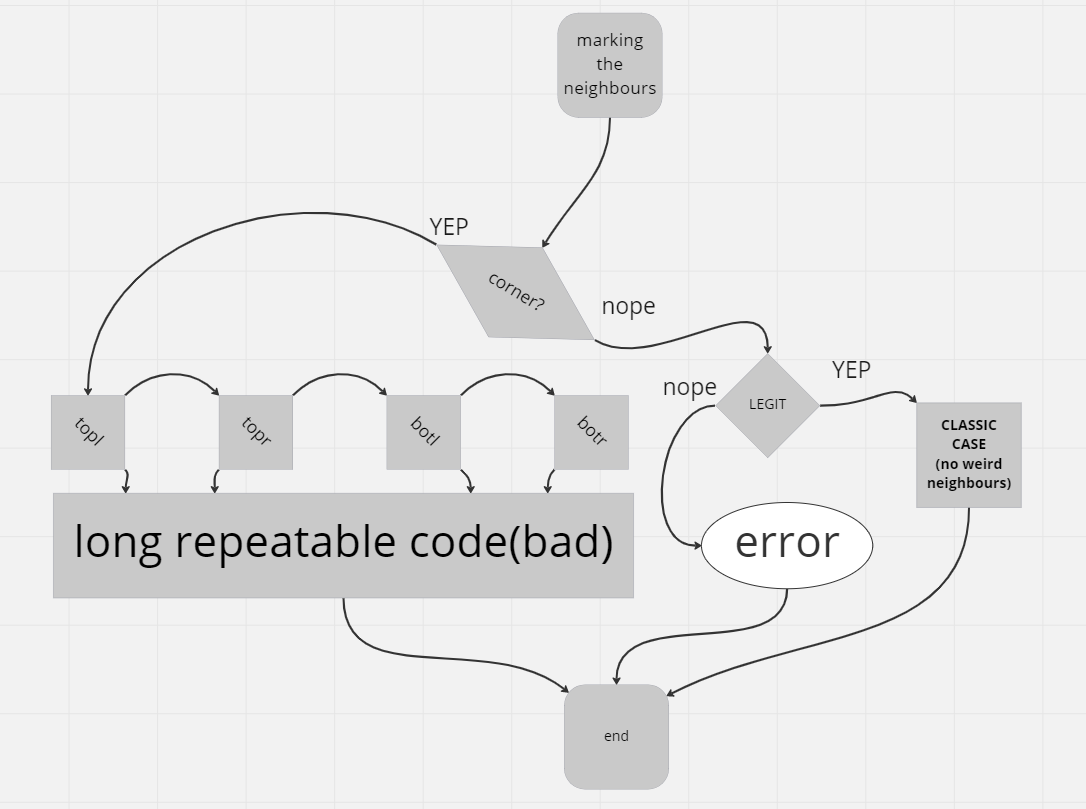 marking
the
neighbours
YEP
corner?
nope
nope
YEP
LEGIT
topl
topr
botl
botr
CLASSIC
CASE
(no weird
neighbours)
long repeatable code(bad)
error
end